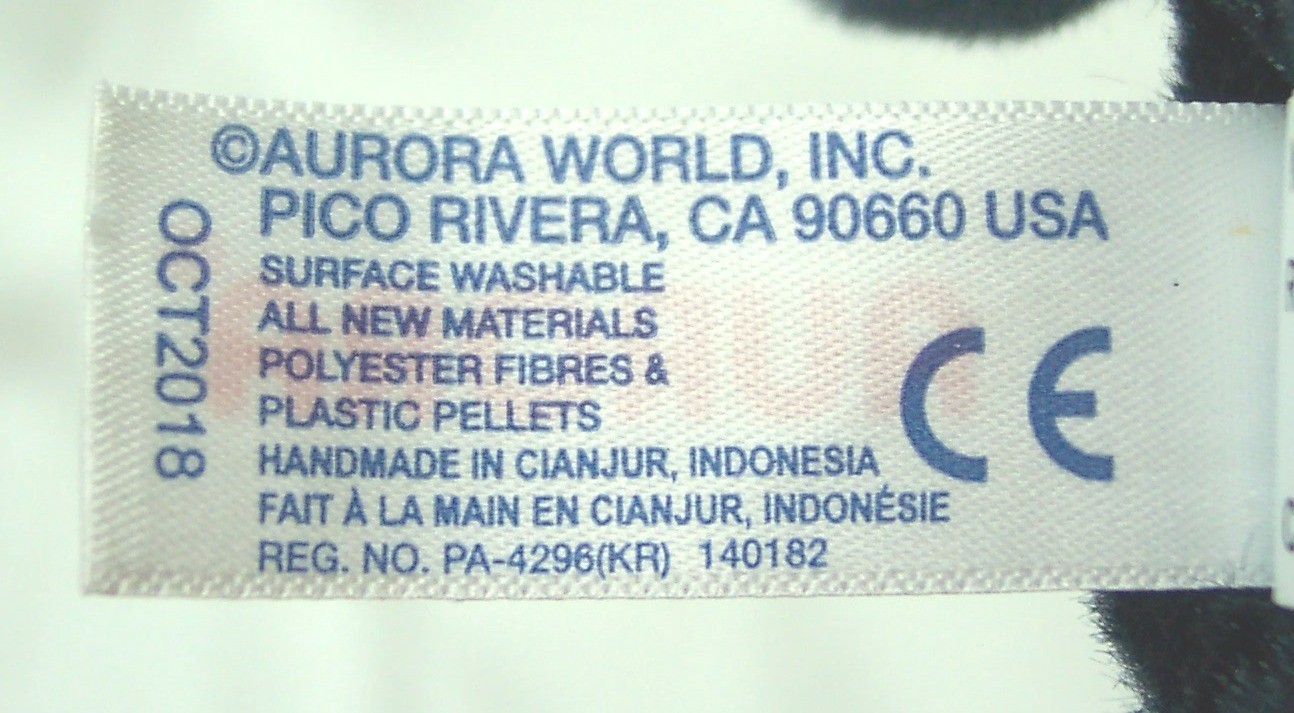 ©AURORA WORLD, INC.
PICO RIVERA, CA 90660 USA
SURFACE WASHABLE
ALL NEW MATERIALS
POLYESTER FIBRES &
PLASTIC PELLETS
HANDMADE IN CIANJUR, INDONESIA
FAIT À LA MAIN EN CIANJUR, INDONÉSIE
REG. NO. PA-4296(KR) 140182
OCT2018
CE